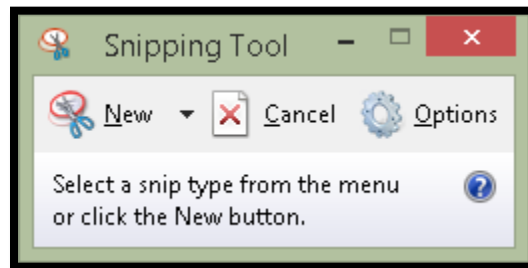 Snipping Tool
New Cancel Options
Select a snip type from the menu
or click the New button.
?